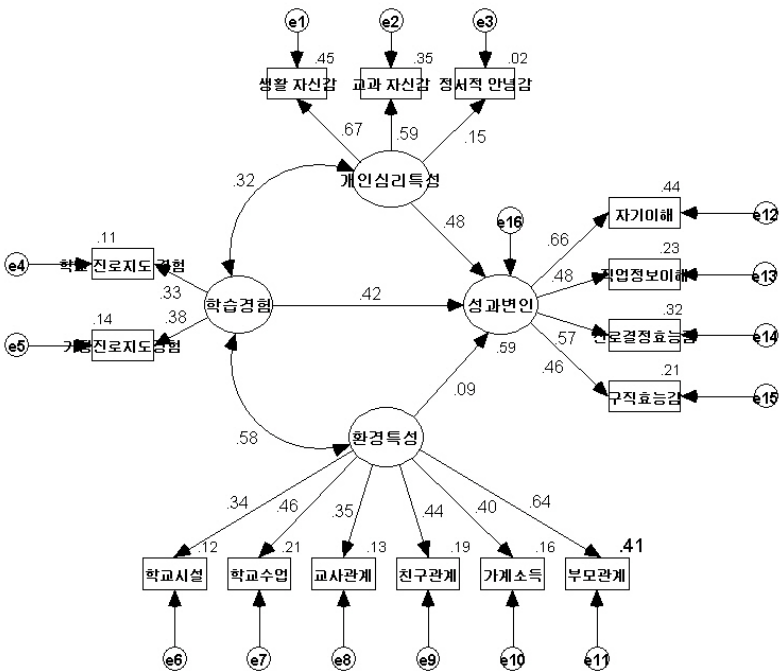 e1
e2
e3
.45
.35
.02
생활 자신감
교과 자신감
정서적 안녕감
.67
.59
.15
개인심리특성
.32
.48
e16
.44
자기이해
e12
.66
.11
학교 진로지도 경험
e4
.33
.23
직업정보이해
e13
.48
학습경험
.42
성과변인
.59
.14
가정진로지도경험
e5
.38
.32
진로결정효능감
e14
.57
.46
.21
구직효능감
e15
.09
.58
환경특성
.34
.46
.35
.44
.40
.64
.12
.21
.13
.19
.16
.41
학교시설
학교수업
교사관계
친구관계
가계소득
부모관계
e6
e7
e8
e9
e10
e11